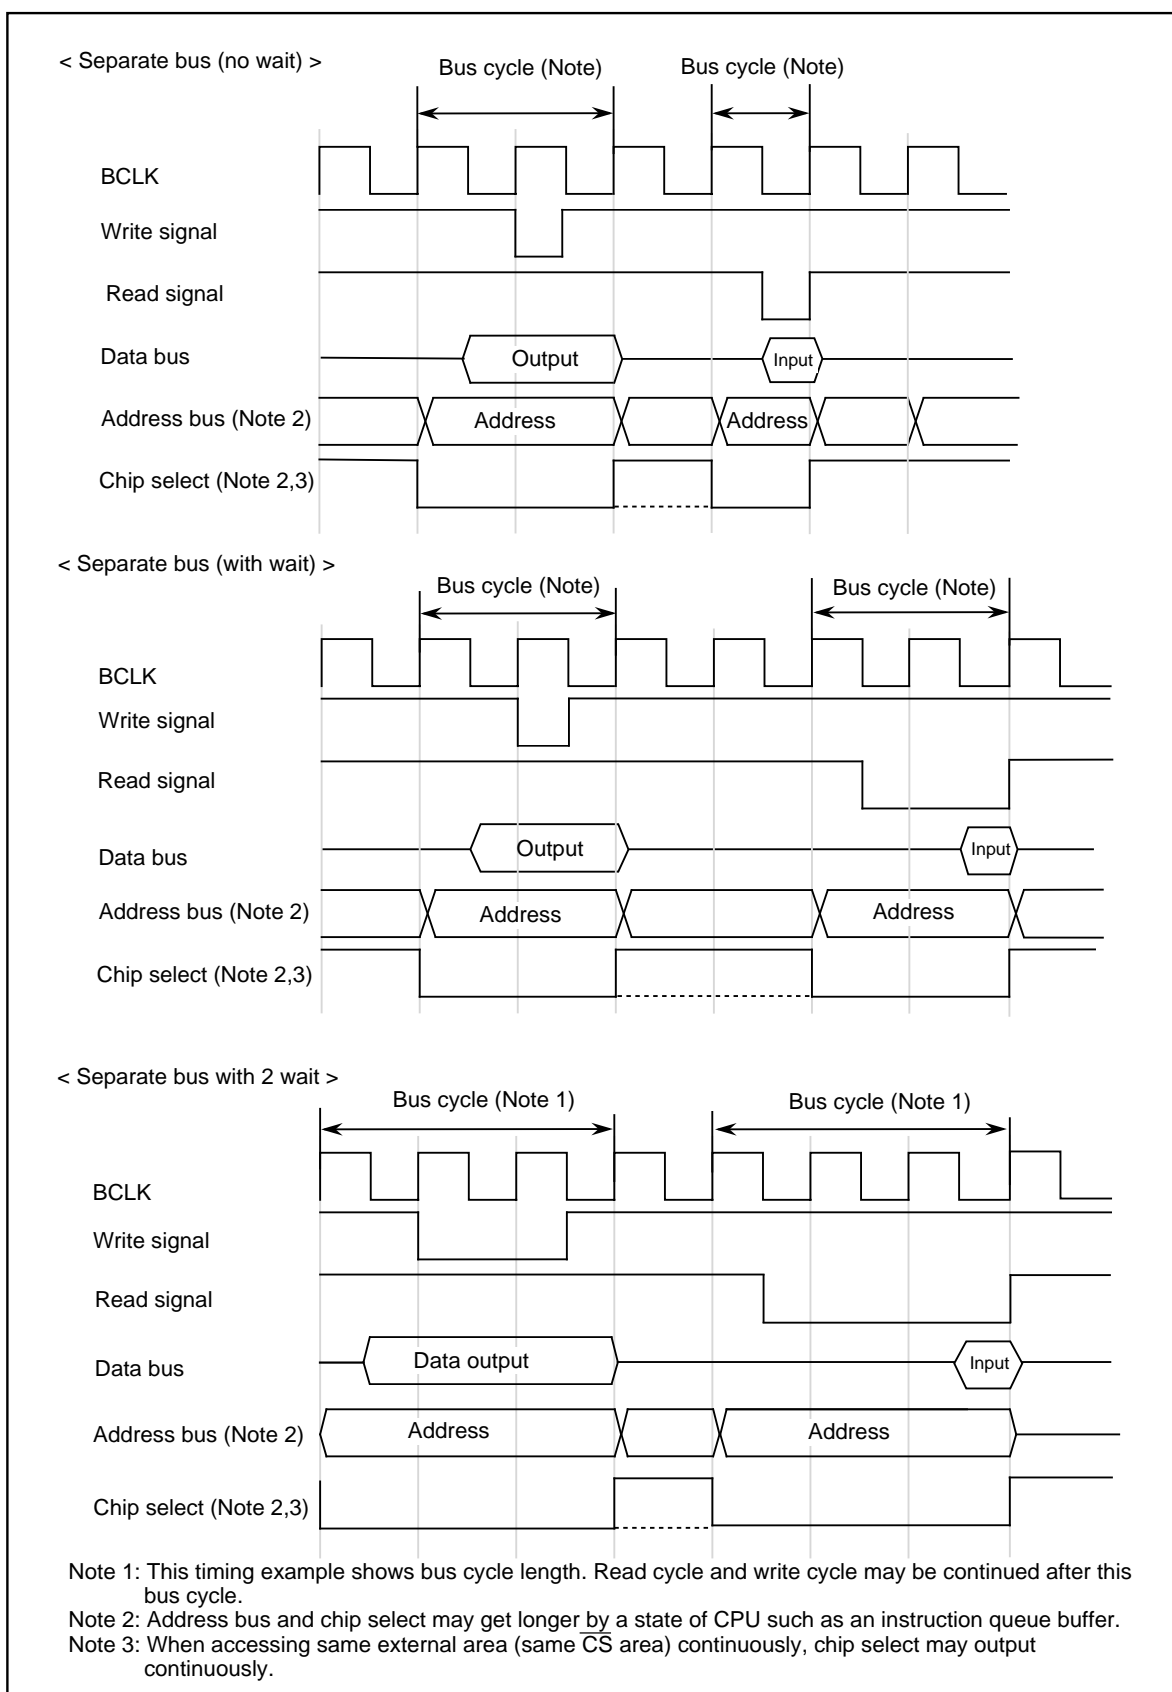 < Separate bus (no wait) >
Bus cycle (Note)
Bus cycle (Note)
BCLK
Write signal
Read signal
Data bus
Output
Input
Address bus (Note 2)
Address
Address
Chip select (Note 2,3)
< Separate bus (with wait) >
Bus cycle (Note)
Bus cycle (Note)
BCLK
Write signal
Read signal
Data bus
Output
Input
Address bus (Note 2)
Address
Address
Chip select (Note 2,3)
< Separate bus with 2 wait >
Bus cycle (Note 1)
Bus cycle (Note 1)
BCLK
Write signal
Read signal
Data bus
Data output
Input
Address bus (Note 2)
Address
Address
Chip select (Note 2,3)
Note 1: This timing example shows bus cycle length. Read cycle and write cycle may be continued after this
bus cycle.
Note 2: Address bus and chip select may get longer by a state of CPU such as an instruction queue buffer.
Note 3: When accessing same external area (same C̅S̅ area) continuously, chip select may output
continuously.